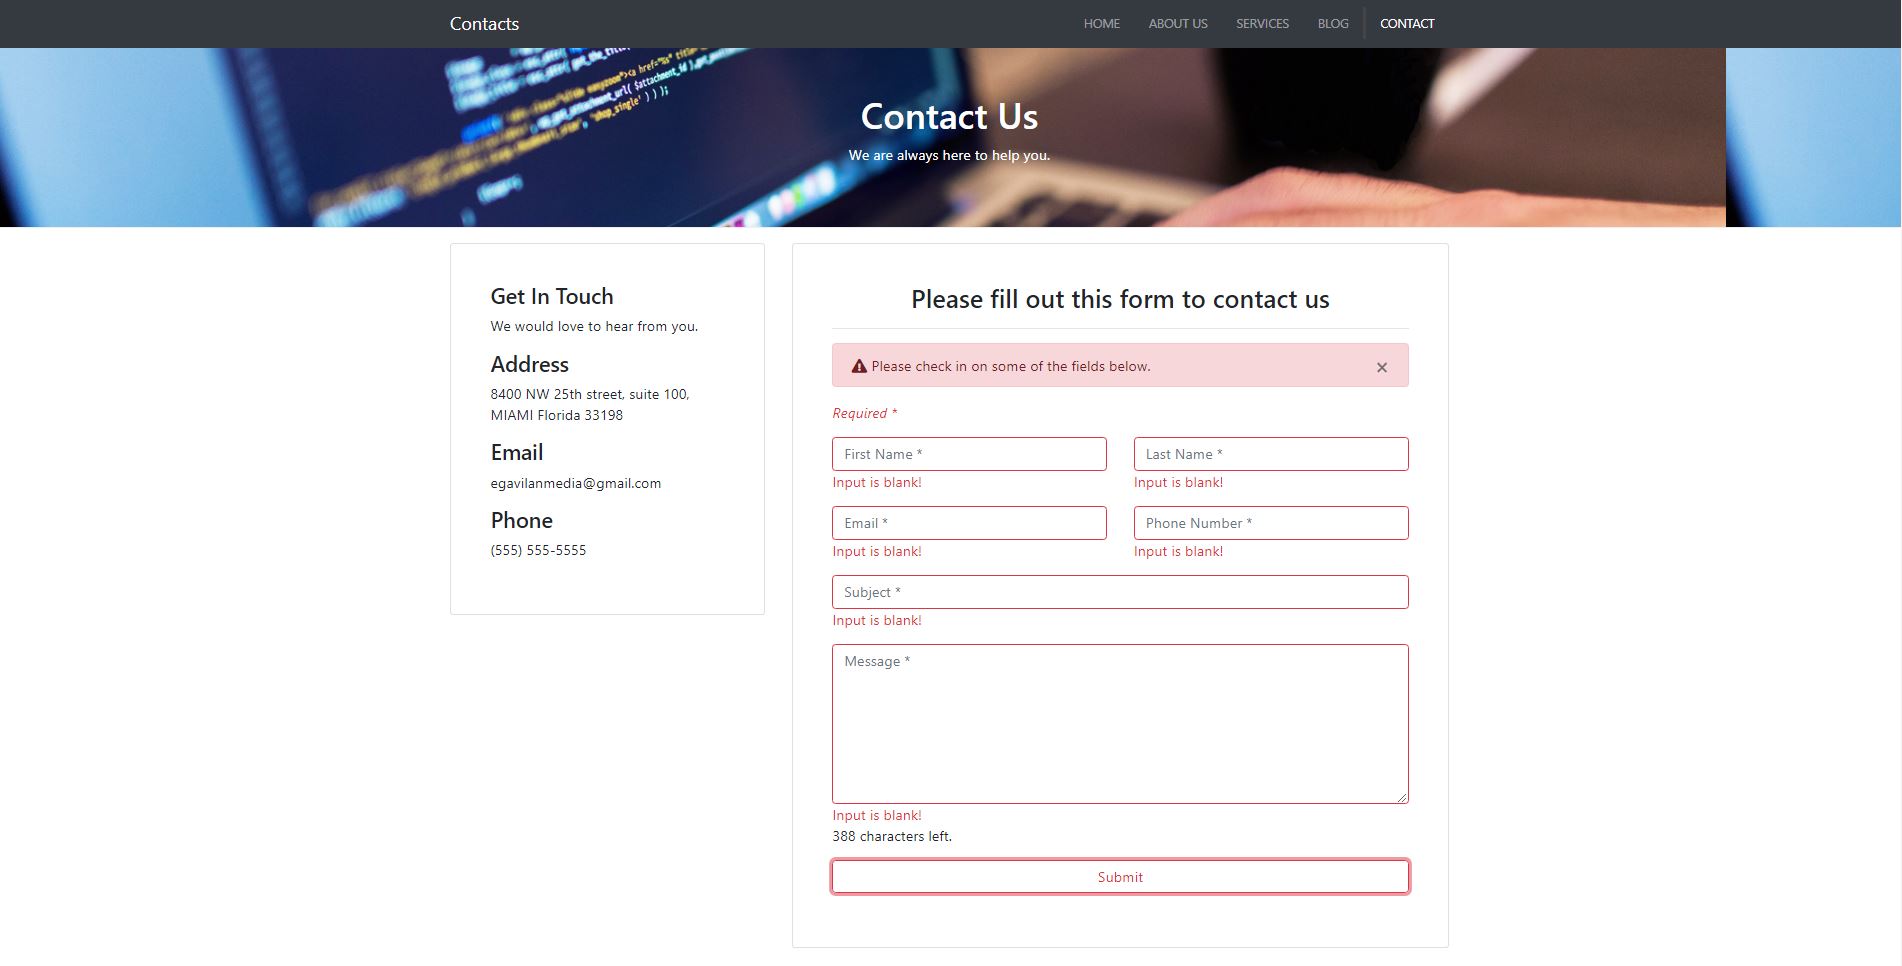 Contacts
HOME ABOUT US SERVICES BLOG CONTACT
Contact Us
We are always here to help you.
Get In Touch
We would love to hear from you.
Address
8400 NW 25th street, suite 100,
MIAMI Florida 33198
Email
egavilanmedia@gmail.com
Phone
(555) 555-5555
Please fill out this form to contact us
Please check in on some of the fields below. ×
Required *
First Name * Last Name *
Input is blank! Input is blank!
Email * Phone Number *
Input is blank! Input is blank!
Subject *
Input is blank!
Message *
Input is blank!
388 characters left.
Submit